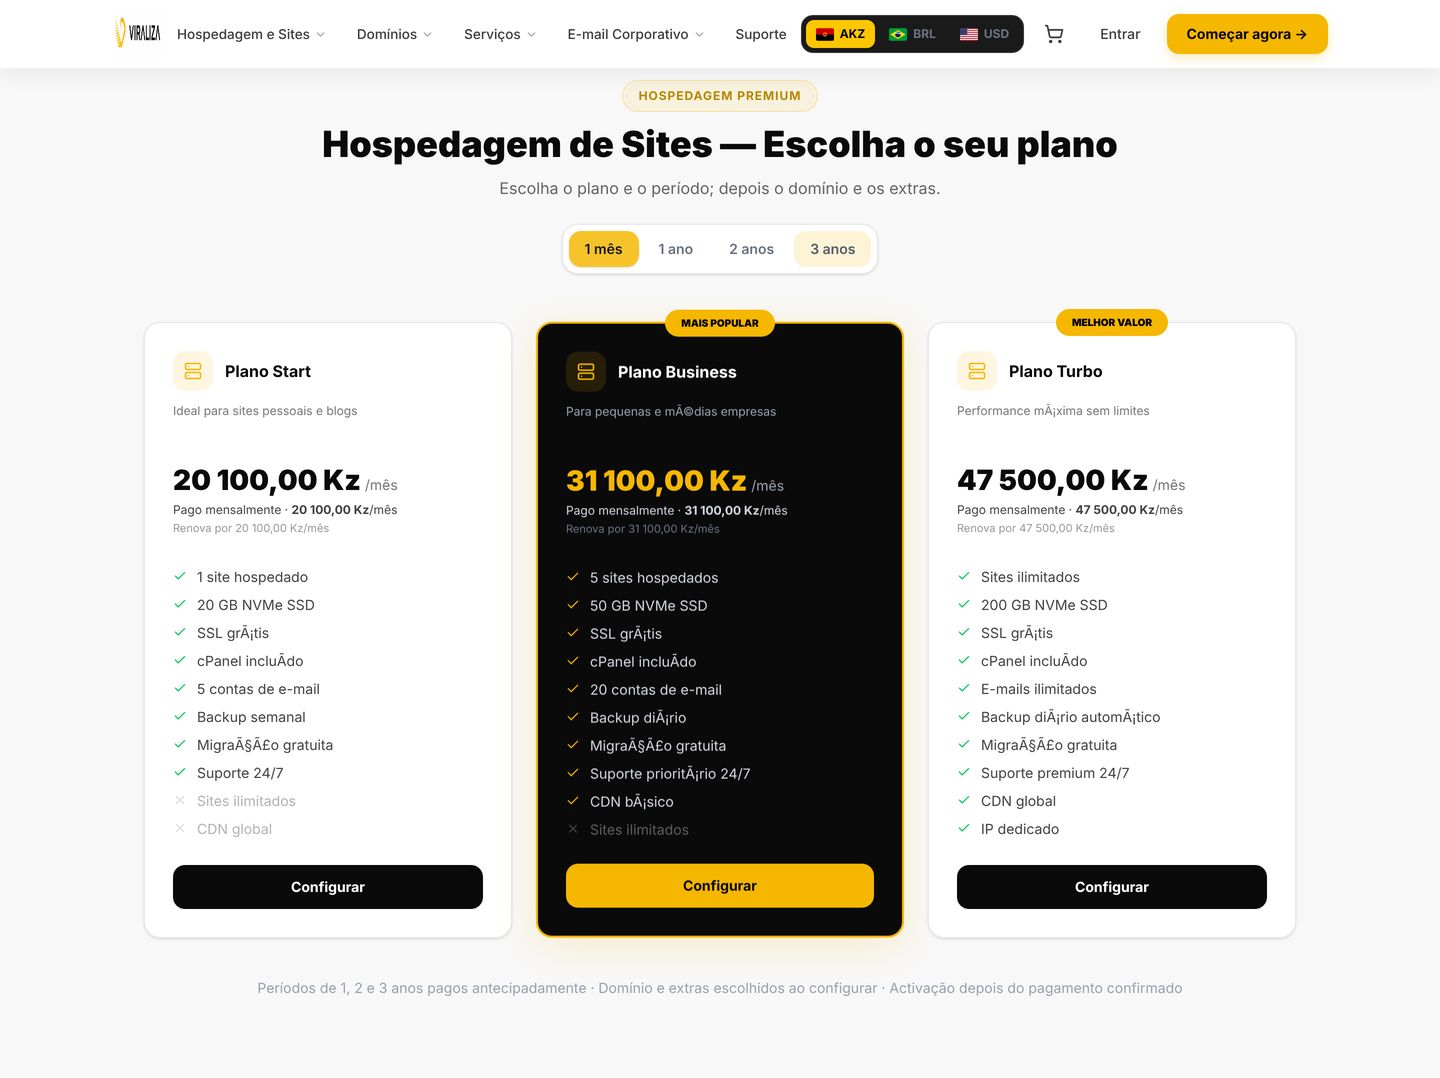 VIRALIZA
Hospedagem e Sites
Domínios
Serviços
E-mail Corporativo
Suporte
AKZ
BRL
USD
Entrar
Começar agora →
HOSPEDAGEM PREMIUM
Hospedagem de Sites — Escolha o seu plano
Escolha o plano e o período; depois o domínio e os extras.
1 mês
1 ano
2 anos
3 anos
Plano Start
Ideal para sites pessoais e blogs
20 100,00 Kz /mês
Pago mensalmente · 20 100,00 Kz/mês
Renova por 20 100,00 Kz/mês
1 site hospedado
20 GB NVMe SSD
SSL grÃ¡tis
cPanel incluÃ­do
5 contas de e-mail
Backup semanal
MigraÃ§Ã£o gratuita
Suporte 24/7
Sites ilimitados
CDN global
Configurar
MAIS POPULAR
Plano Business
Para pequenas e mÃ©dias empresas
31 100,00 Kz /mês
Pago mensalmente · 31 100,00 Kz/mês
Renova por 31 100,00 Kz/mês
5 sites hospedados
50 GB NVMe SSD
SSL grÃ¡tis
cPanel incluÃ­do
20 contas de e-mail
Backup diÃ¡rio
MigraÃ§Ã£o gratuita
Suporte prioritÃ¡rio 24/7
CDN bÃ¡sico
Sites ilimitados
Configurar
MELHOR VALOR
Plano Turbo
Performance mÃ¡xima sem limites
47 500,00 Kz /mês
Pago mensalmente · 47 500,00 Kz/mês
Renova por 47 500,00 Kz/mês
Sites ilimitados
200 GB NVMe SSD
SSL grÃ¡tis
cPanel incluÃ­do
E-mails ilimitados
Backup diÃ¡rio automÃ¡tico
MigraÃ§Ã£o gratuita
Suporte premium 24/7
CDN global
IP dedicado
Configurar
Períodos de 1, 2 e 3 anos pagos antecipadamente · Domínio e extras escolhidos ao configurar · Activação depois do pagamento confirmado